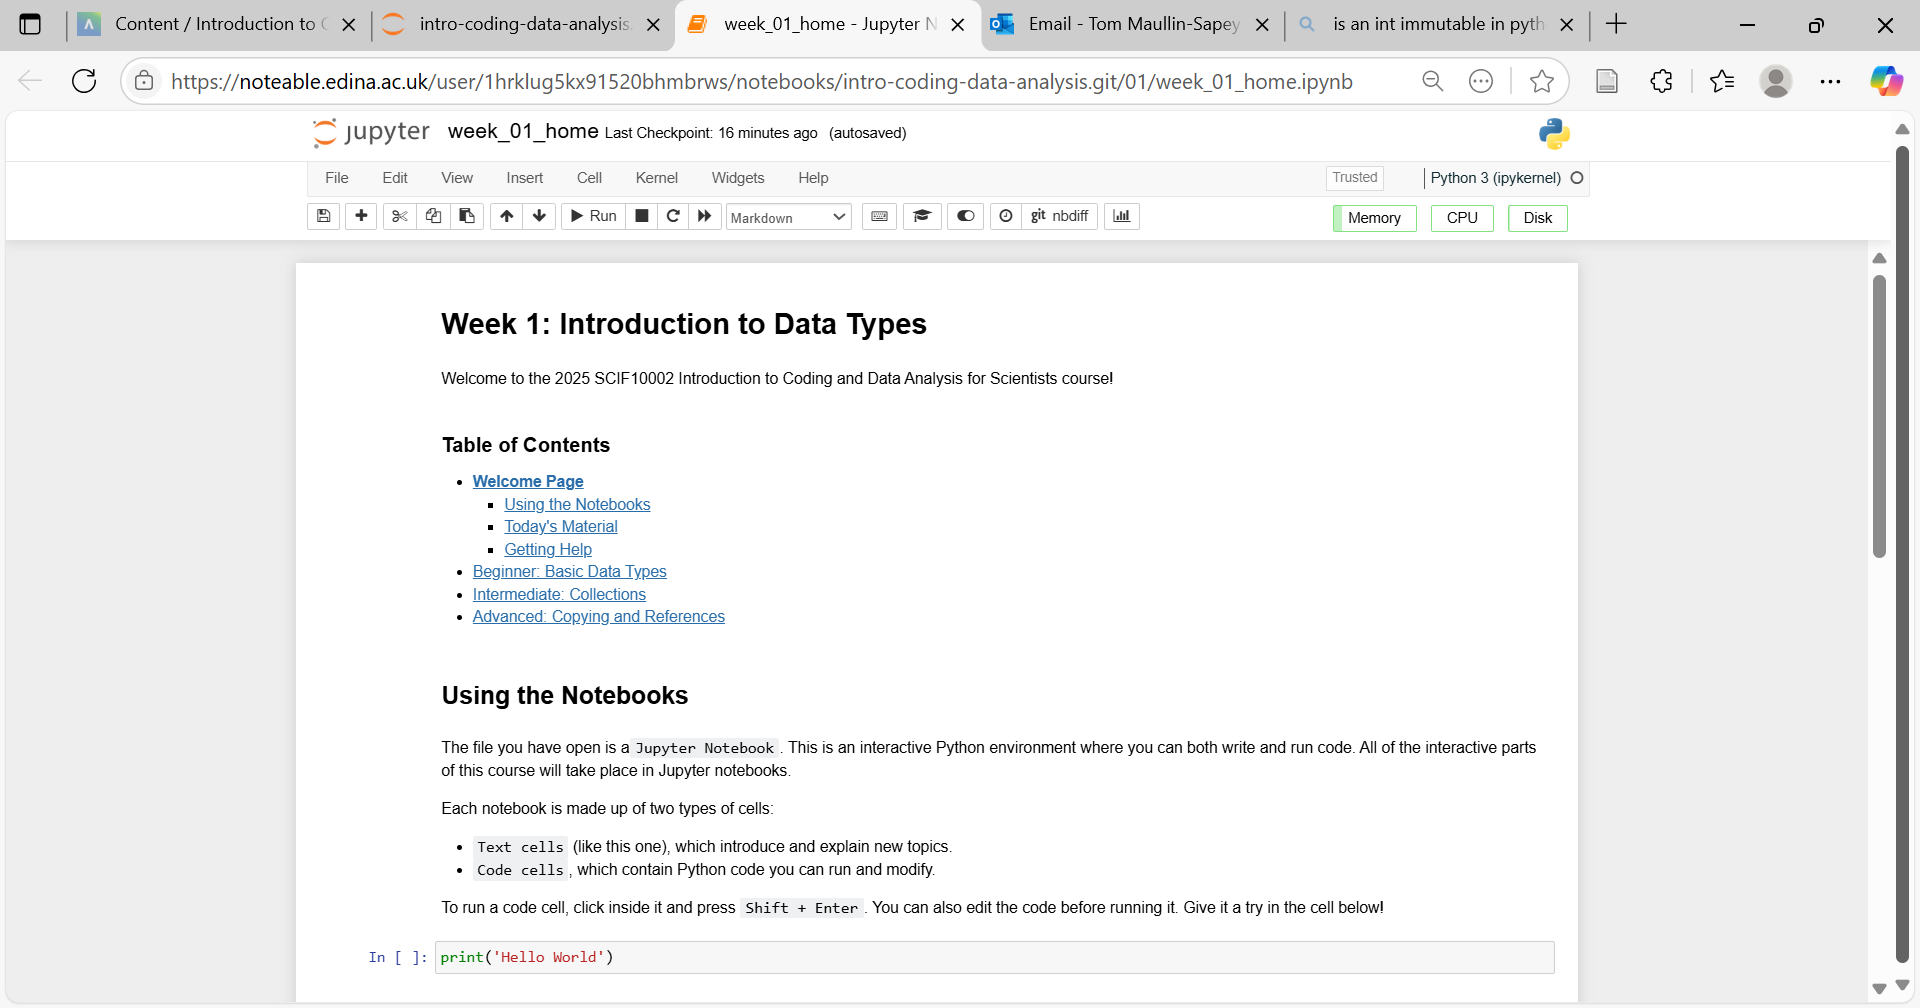 Content / Introduction to C
intro-coding-data-analysis.
week_01_home - Jupyter N
Email - Tom Maullin-Sapey
is an int immutable in pyth
https://noteable.edina.ac.uk/user/1hrklug5kx91520bhmbrws/notebooks/intro-coding-data-analysis.git/01/week_01_home.ipynb
jupyter week_01_home Last Checkpoint: 16 minutes ago (autosaved)
File Edit View Insert Cell Kernel Widgets Help Trusted Python 3 (ipykernel)
Run Markdown git nbdiff Memory CPU Disk
Week 1: Introduction to Data Types
Welcome to the 2025 SCIF10002 Introduction to Coding and Data Analysis for Scientists course!
Table of Contents
Welcome Page
Using the Notebooks
Today's Material
Getting Help
Beginner: Basic Data Types
Intermediate: Collections
Advanced: Copying and References
Using the Notebooks
The file you have open is a Jupyter Notebook . This is an interactive Python environment where you can both write and run code. All of the interactive parts
of this course will take place in Jupyter notebooks.
Each notebook is made up of two types of cells:
Text cells (like this one), which introduce and explain new topics.
Code cells , which contain Python code you can run and modify.
To run a code cell, click inside it and press Shift + Enter . You can also edit the code before running it. Give it a try in the cell below!
In [ ]: print('Hello World')